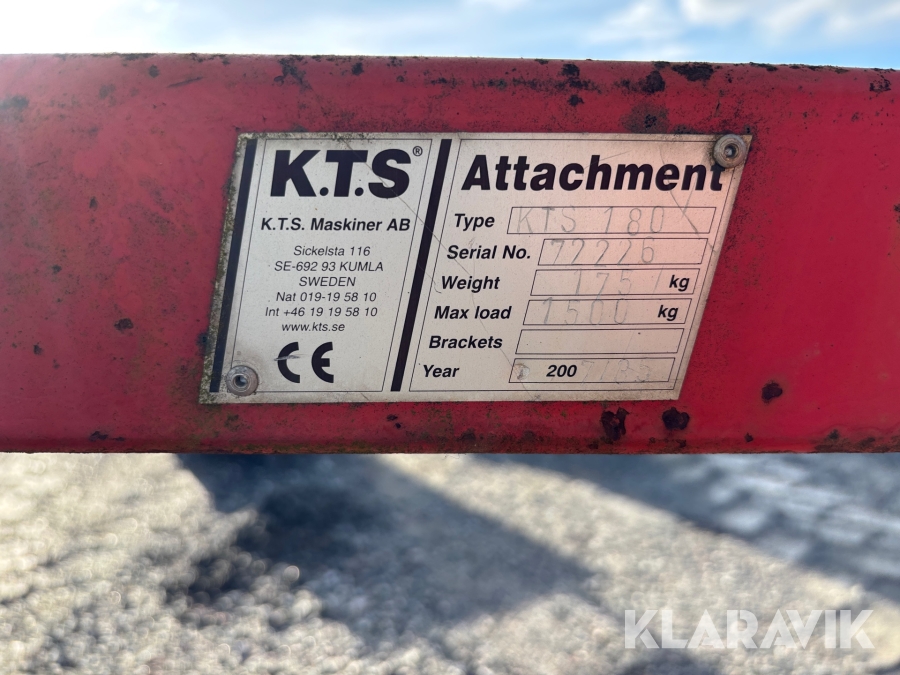 K.T.S®
K.T.S. Maskiner AB
Sickelsta 116
SE-692 93 KUMLA
SWEDEN
Nat 019-19 58 10
Int +46 19 19 58 10
www.kts.se
CE
Attachment
Type KTS 180
Serial No. 72226
Weight 175 kg
Max load 1500 kg
Brackets
Year 200
KLARAVIK